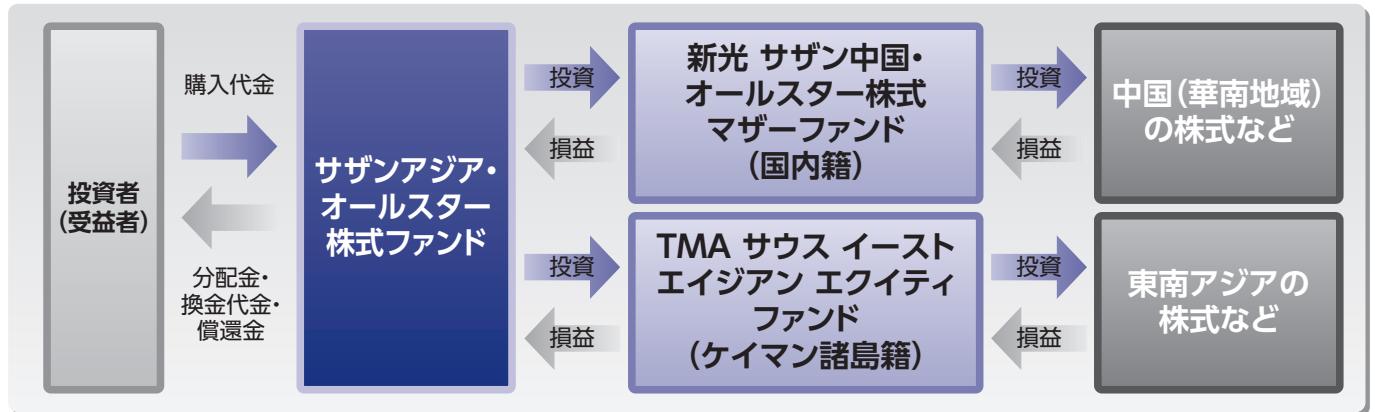 投資者
(受益者)
購入代金
分配金・
換金代金・
償還金
サザンアジア・
オールスター
株式ファンド
投資
損益
新光 サザン中国・
オールスター株式
マザーファンド
(国内籍)
投資
損益
中国(華南地域)
の株式など
投資
損益
TMA サウス イースト
エイジアン エクイティ
ファンド
(ケイマン諸島籍)
投資
損益
東南アジアの
株式など